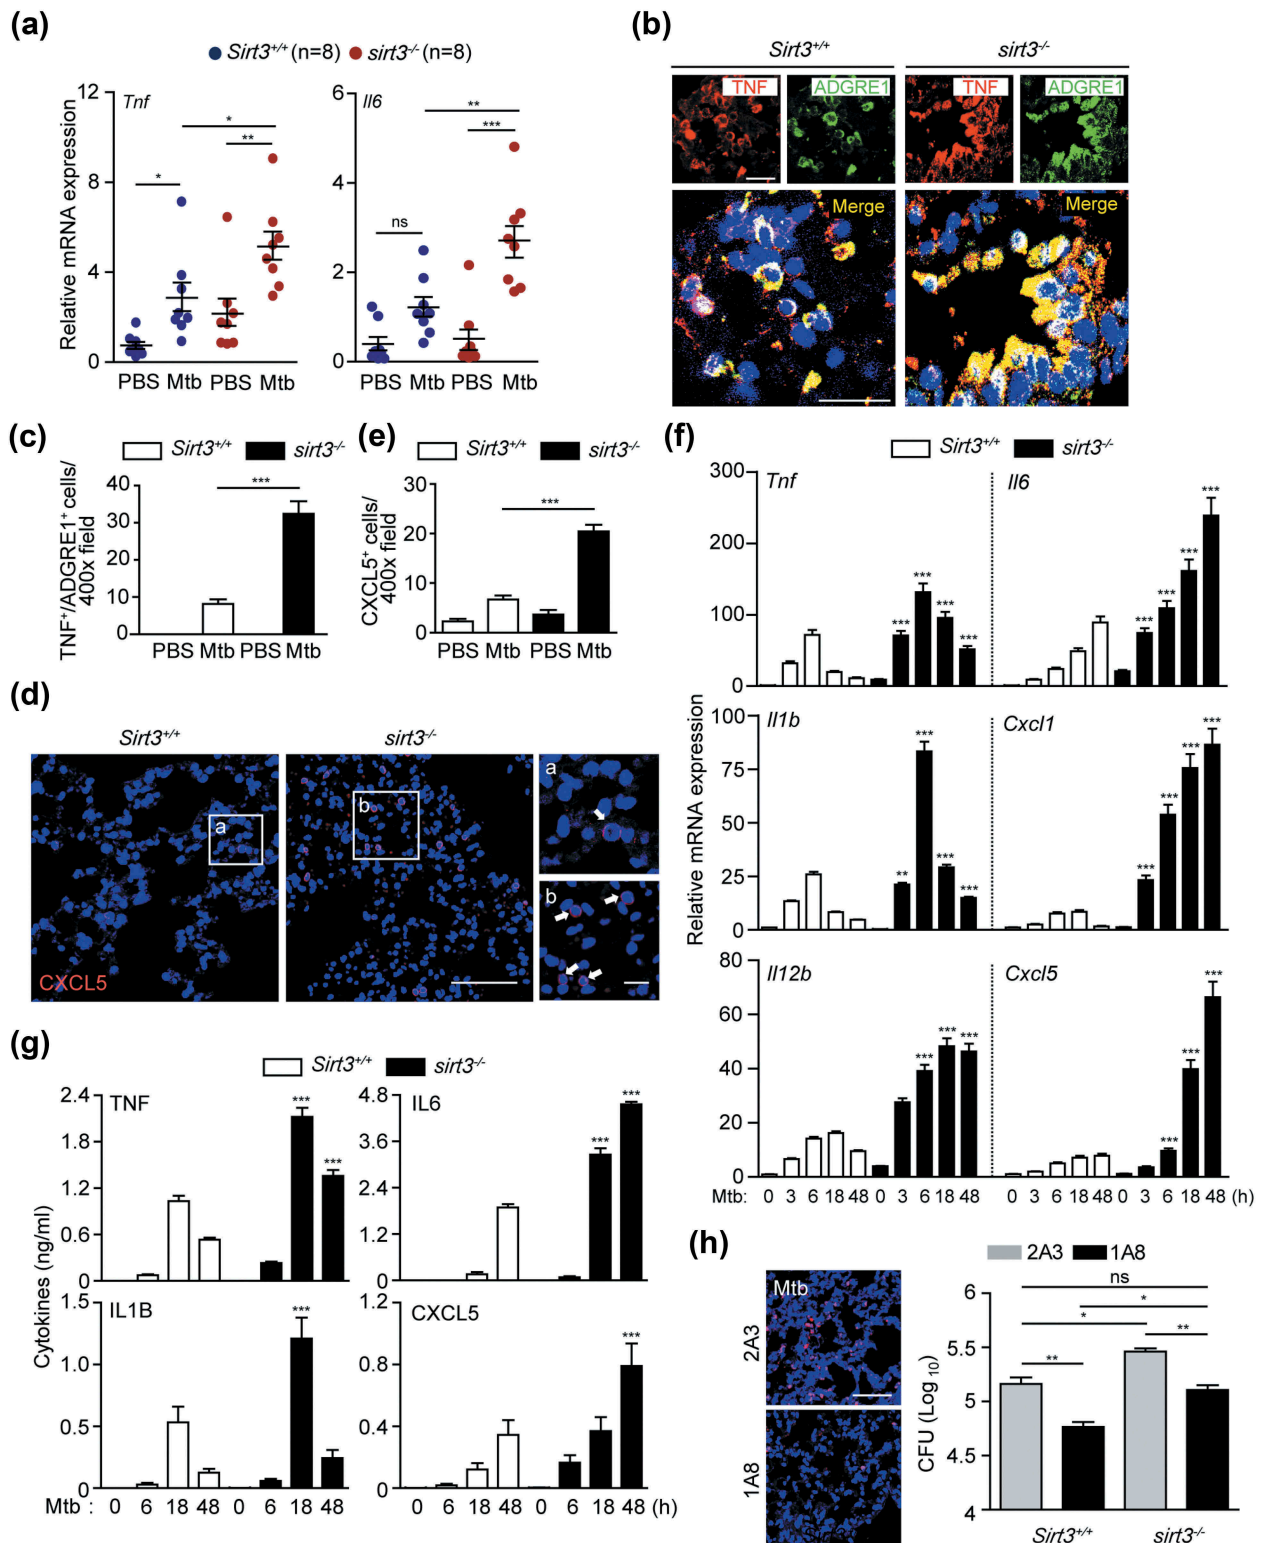 (a)
Sirt3+/+ (n=8) sirt3-/- (n=8)
Relative mRNA expression
12
8
4
0
Tnf
*
*
**
PBS Mtb PBS Mtb
6
4
2
0
Il6
ns
**
***
PBS Mtb PBS Mtb
(b)
Sirt3+/+ sirt3-/-
TNF ADGRE1 TNF ADGRE1
Merge Merge
(c)
Sirt3+/+ sirt3-/-
TNF+/ADGRE1+ cells/
400x field
40
30
20
10
0
***
PBS Mtb PBS Mtb
(e)
Sirt3+/+ sirt3-/-
CXCL5+ cells/
400x field
30
20
10
0
***
PBS Mtb PBS Mtb
(d)
Sirt3+/+ sirt3-/-
a
b
CXCL5
a
b
(f)
Sirt3+/+ sirt3-/-
Relative mRNA expression
300
200
100
0
Tnf
*** *** *** ***
Il6
*** *** *** ***
100
75
50
25
0
Il1b
** *** *** ***
Cxcl1
*** *** *** ***
80
60
40
20
0
Il12b
*** *** ***
Cxcl5
*** *** ***
Mtb: 0 3 6 18 48 0 3 6 18 48 0 3 6 18 48 0 3 6 18 48 (h)
(g)
Sirt3+/+ sirt3-/-
Cytokines (ng/ml)
2.4
1.8
1.2
0.6
0
TNF
*** ***
4.8
3.6
2.4
1.2
0
IL6
*** ***
1.5
1.0
0.5
0
IL1B
***
1.2
0.8
0.4
0
CXCL5
***
Mtb : 0 6 18 48 0 6 18 48 0 6 18 48 0 6 18 48 (h)
(h)
Mtb
2A3
1A8
2A3 1A8
CFU (Log 10)
6
5.5
5
4.5
4
ns
*
*
**
**
Sirt3+/+ sirt3-/-